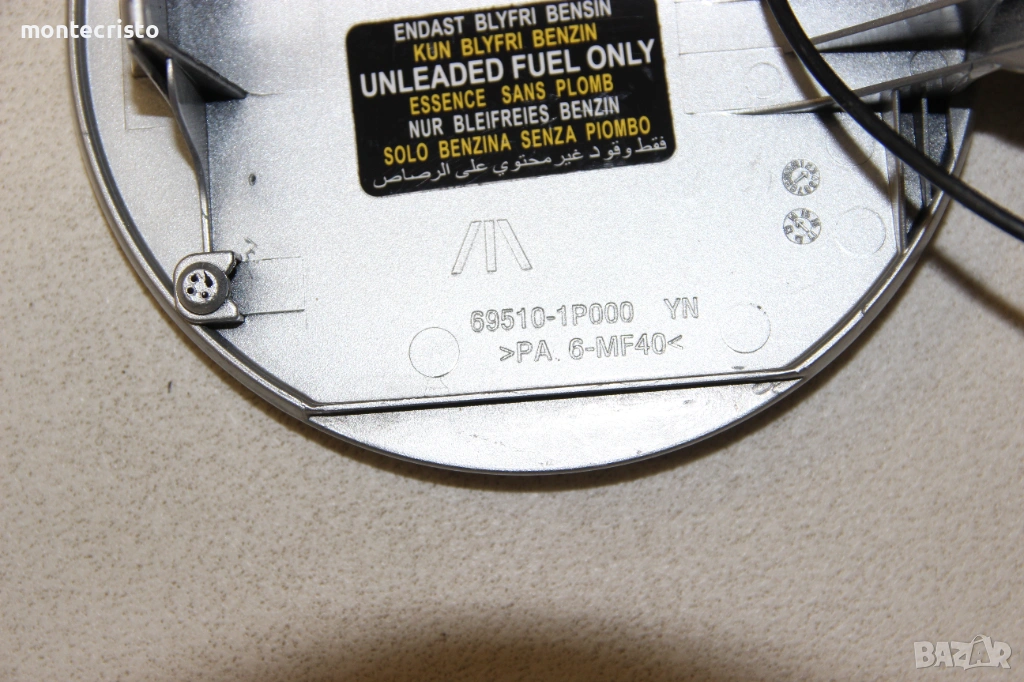 montecristo
ENDAST BLYFRI BENSIN
KUN BLYFRI BENZIN
UNLEADED FUEL ONLY
ESSENCE SANS PLOMB
NUR BLEIFREIES BENZIN
SOLO BENZINA SENZA PIOMBO
فقط وقود غير محتوي على الرصاص
69510-1P000 YN
>PA 6-MF40<
BAZAR